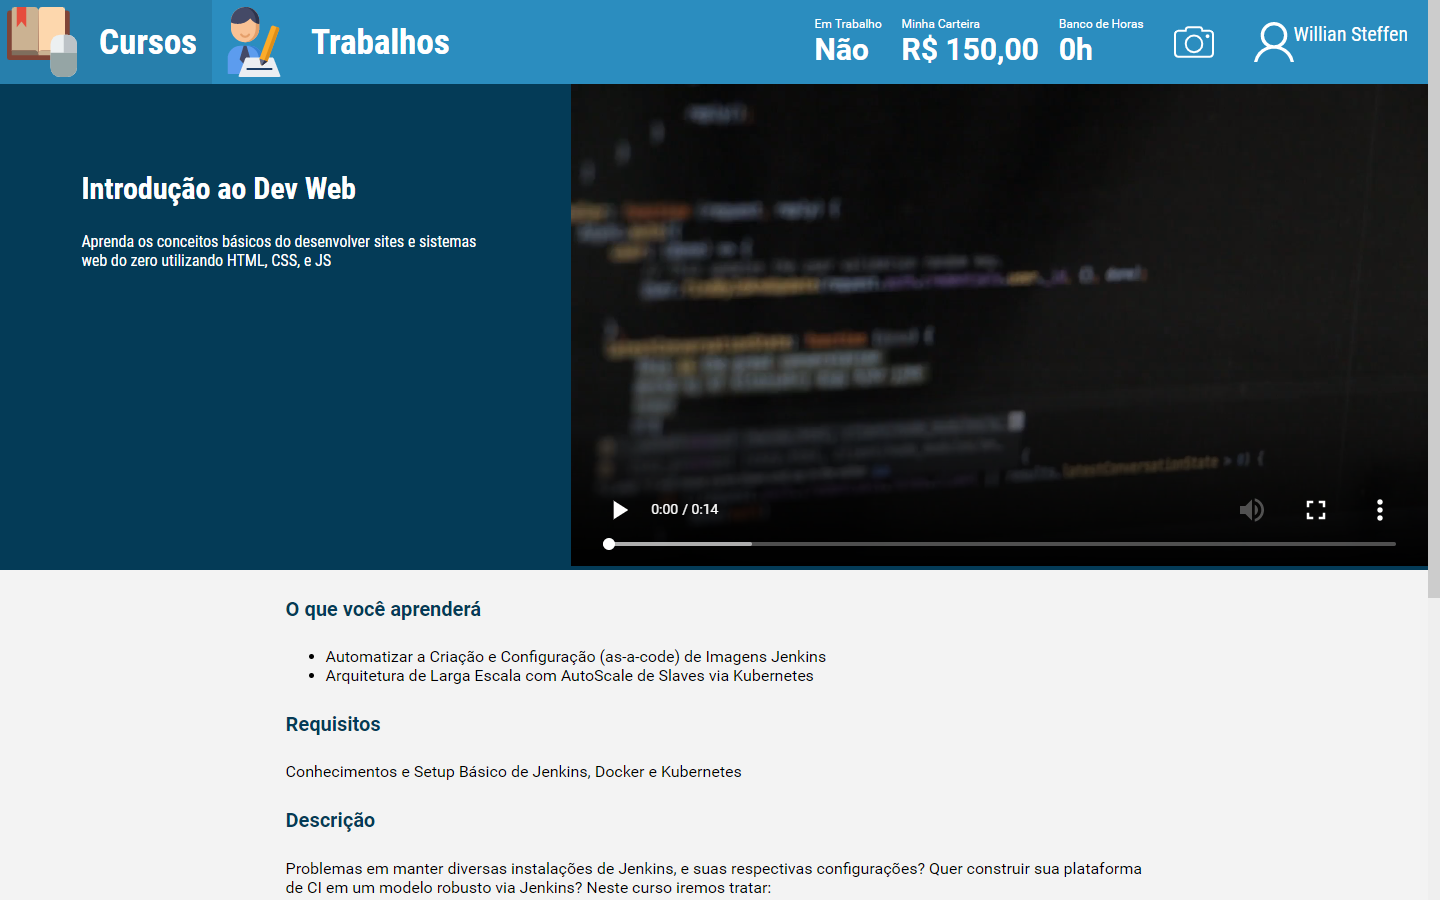 Cursos
Trabalhos
Em Trabalho
Não
Minha Carteira
R$ 150,00
Banco de Horas
0h
Willian Steffen
Introdução ao Dev Web
Aprenda os conceitos básicos do desenvolver sites e sistemas
web do zero utilizando HTML, CSS, e JS
results.latestConversationState > 0) {
0:00 / 0:14
O que você aprenderá
• Automatizar a Criação e Configuração (as-a-code) de Imagens Jenkins
• Arquitetura de Larga Escala com AutoScale de Slaves via Kubernetes
Requisitos
Conhecimentos e Setup Básico de Jenkins, Docker e Kubernetes
Descrição
Problemas em manter diversas instalações de Jenkins, e suas respectivas configurações? Quer construir sua plataforma
de CI em um modelo robusto via Jenkins? Neste curso iremos tratar: